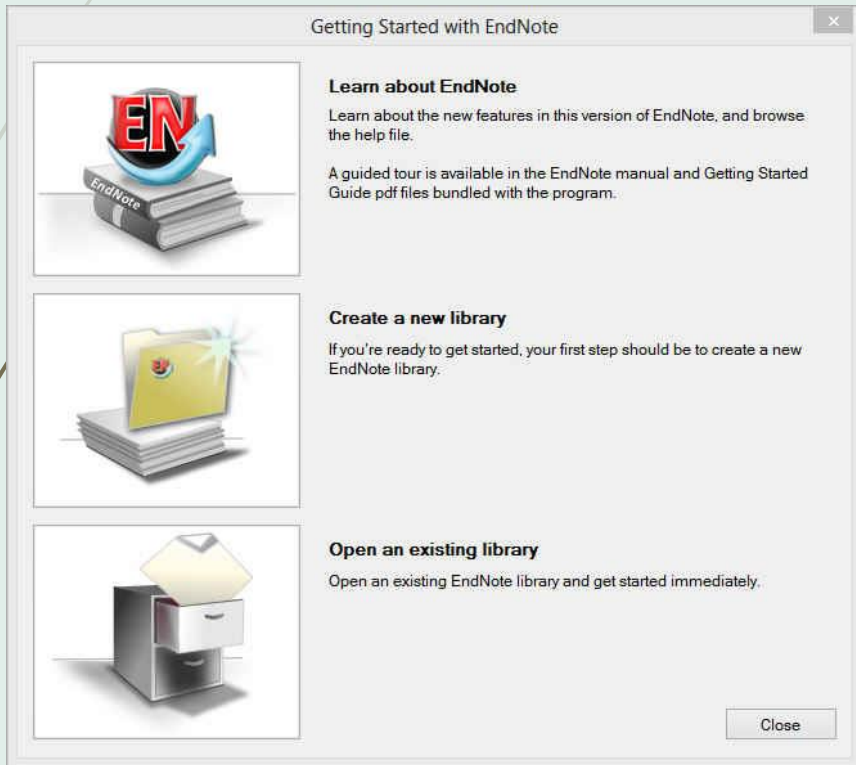 Getting Started with EndNote
x
EN
EndNote
Learn about EndNote
Learn about the new features in this version of EndNote, and browse
the help file.
A guided tour is available in the EndNote manual and Getting Started
Guide pdf files bundled with the program.
EN
Create a new library
If you're ready to get started, your first step should be to create a new
EndNote library.
Open an existing library
Open an existing EndNote library and get started immediately.
Close